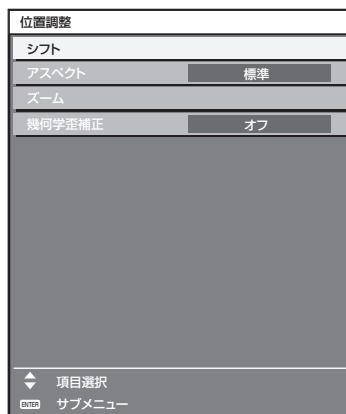 位置調整
シフト
アスペクト 標準
ズーム
幾何学歪補正 オフ
項目選択
ENTER サブメニュー